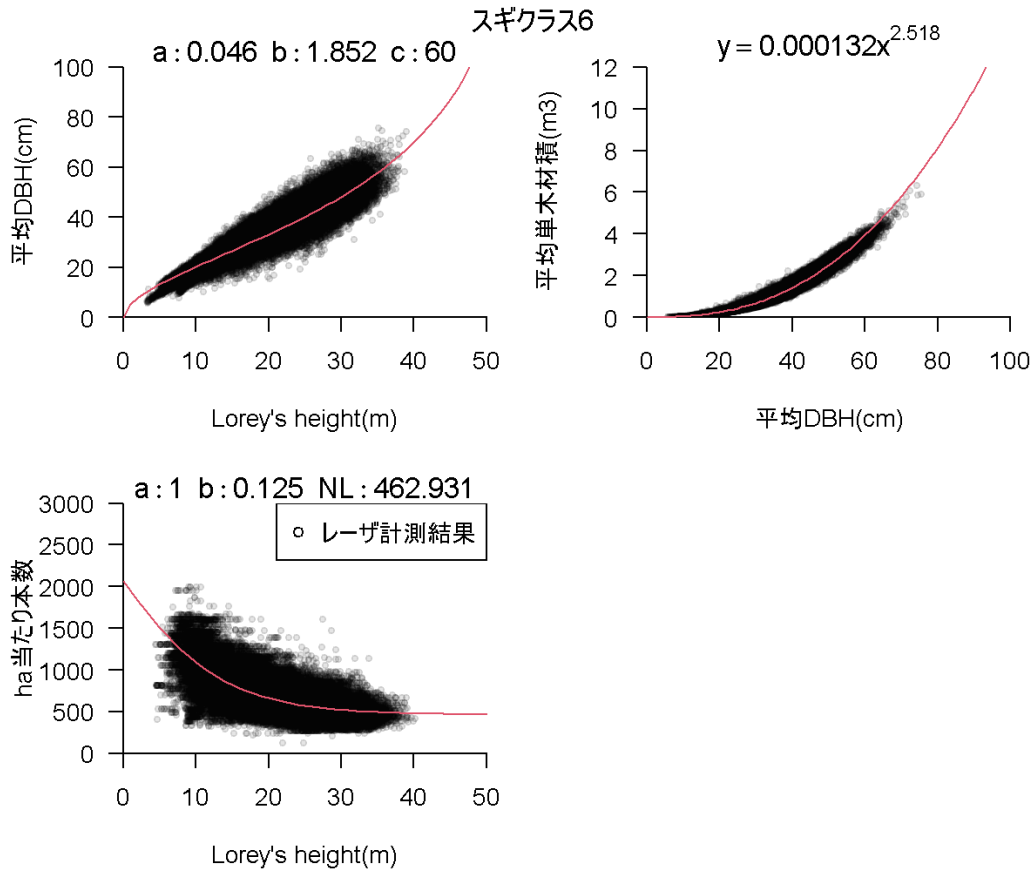 スギクラス6
a : 0.046 b : 1.852 c : 60
平均DBH(cm)
100
80
60
40
20
0
0 10 20 30 40 50
Lorey's height(m)
y = 0.000132x^2.518
平均単木材積(m3)
12
10
8
6
4
2
0
0 20 40 60 80 100
平均DBH(cm)
a : 1 b : 0.125 NL : 462.931
ha当たり本数
3000
2500
2000
1500
1000
500
0
レーザ計測結果
0 10 20 30 40 50
Lorey's height(m)